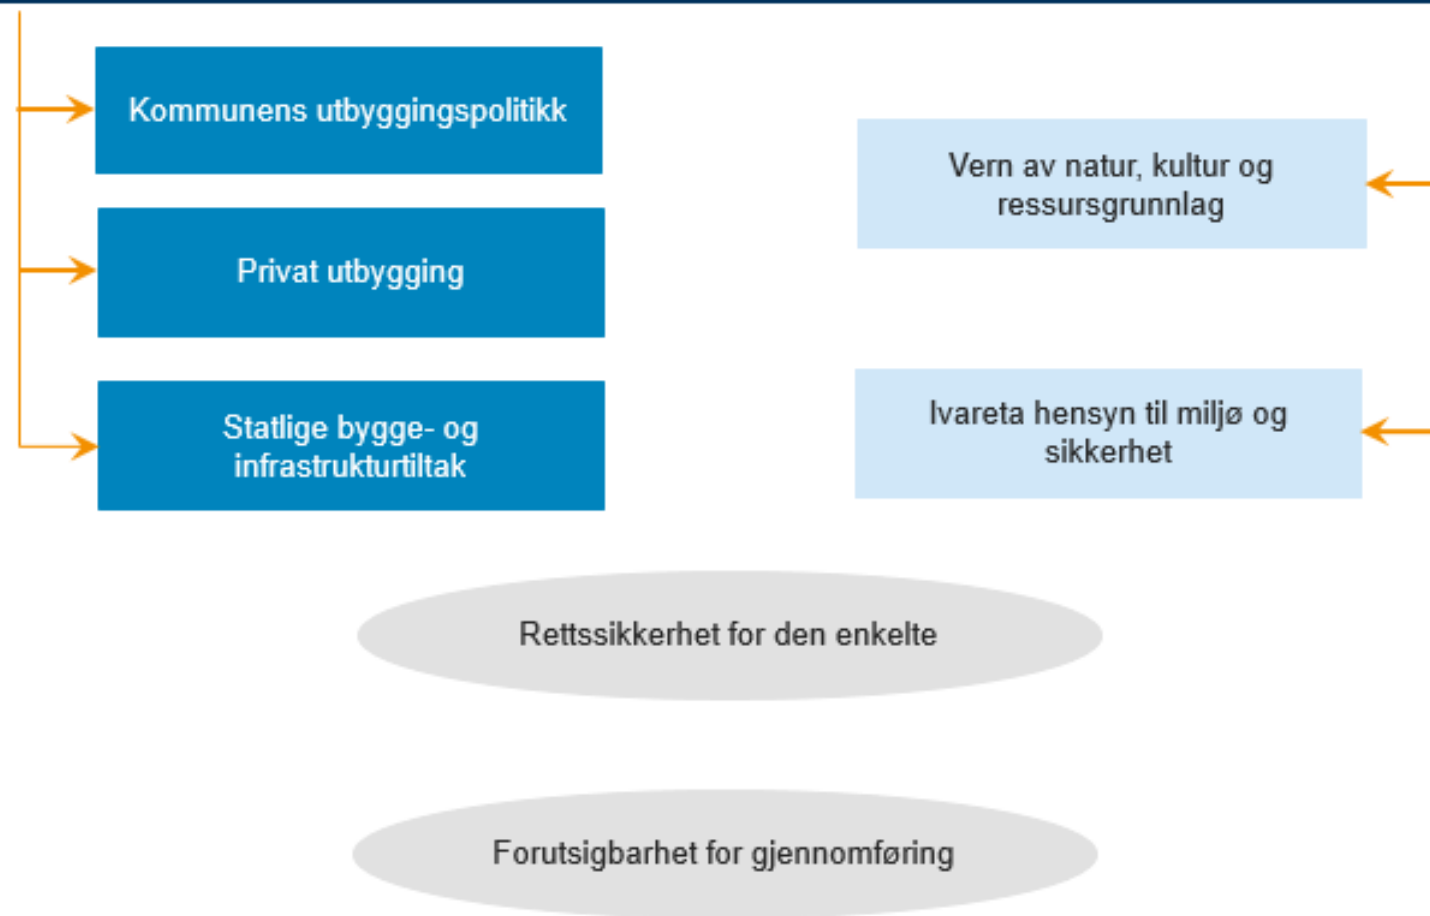 Kommunens utbyggingspolitikk
Privat utbygging
Statlige bygge- og
infrastrukturtiltak
Vern av natur, kultur og
ressursgrunnlag
Ivareta hensyn til miljø og
sikkerhet
Rettssikkerhet for den enkelte
Forutsigbarhet for gjennomføring